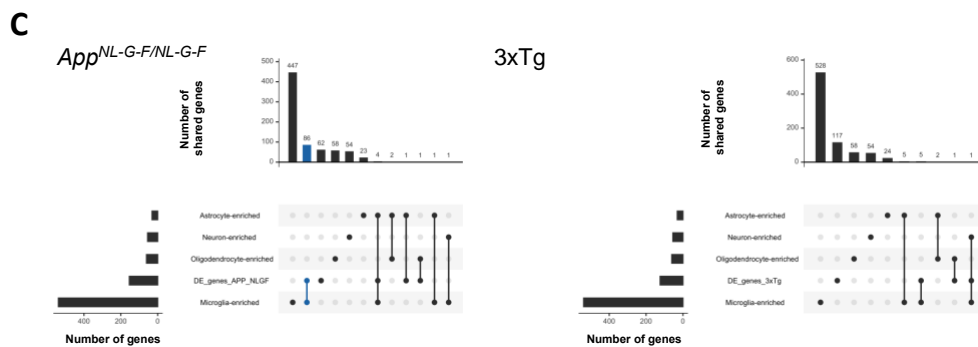 C
App^NL-G-F/NL-G-F
Number of
shared genes
500
400
300
200
100
0
447
86
62
58
54
23
4
2
1
1
1
1
Astrocyte-enriched
Neuron-enriched
Oligodendrocyte-enriched
DE_genes_APP_NLGF
Microglia-enriched
400
200
0
Number of genes
3xTg
Number of
shared genes
600
400
200
0
528
117
58
54
24
5
5
2
1
1
Astrocyte-enriched
Neuron-enriched
Oligodendrocyte-enriched
DE_genes_3xTg
Microglia-enriched
400
200
0
Number of genes